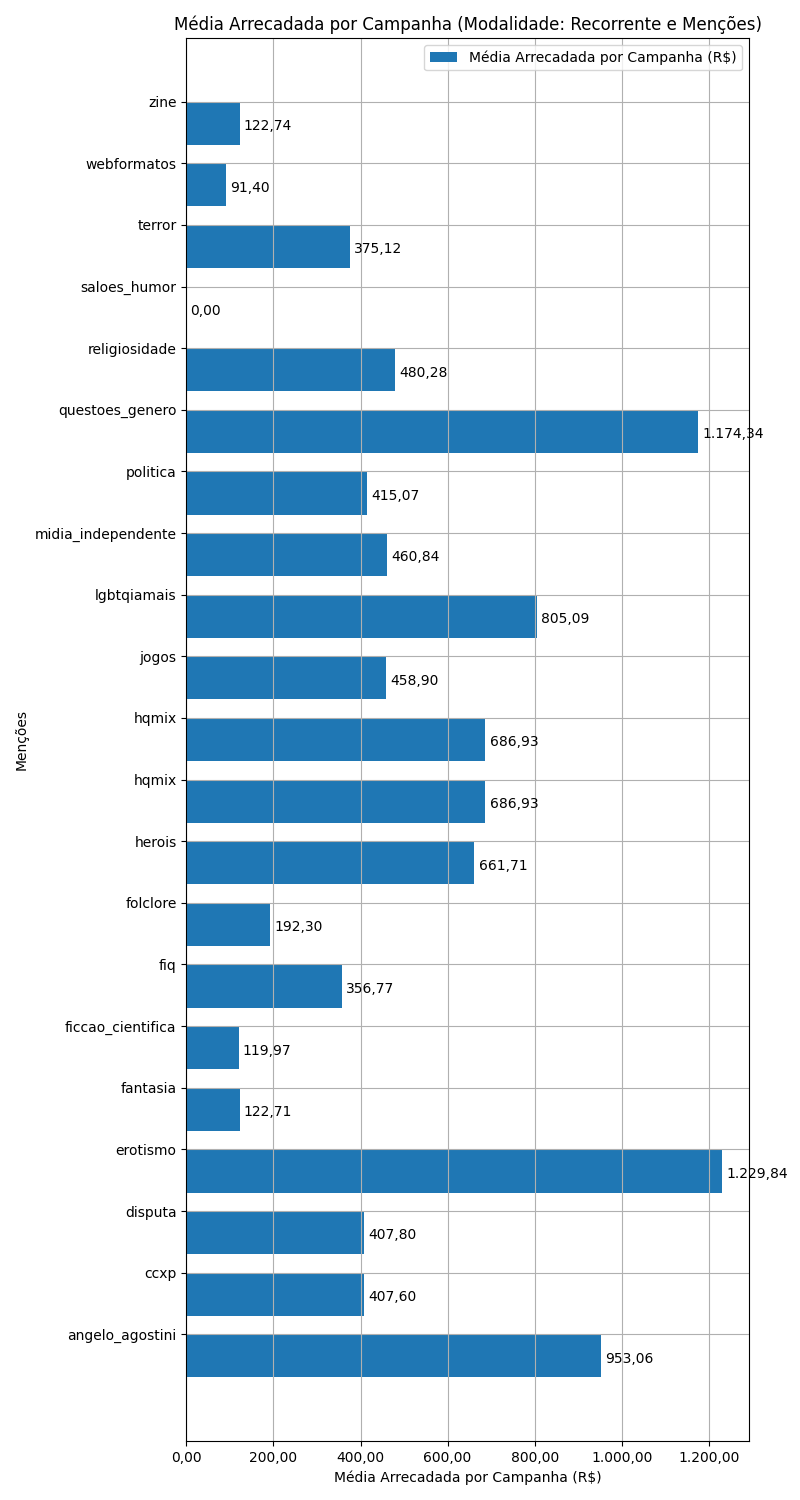 Média Arrecadada por Campanha (Modalidade: Recorrente e Menções)
Média Arrecadada por Campanha (R$)
zine
122,74
webformatos
91,40
terror
375,12
saloes_humor
0,00
religiosidade
480,28
questoes_genero
1.174,34
politica
415,07
midia_independente
460,84
lgbtqiamais
805,09
jogos
458,90
hqmix
686,93
hqmix
686,93
herois
661,71
folclore
192,30
fiq
356,77
ficcao_cientifica
119,97
fantasia
122,71
erotismo
1.229,84
disputa
407,80
ccxp
407,60
angelo_agostini
953,06
Menções
0,00 200,00 400,00 600,00 800,00 1.000,00 1.200,00
Média Arrecadada por Campanha (R$)